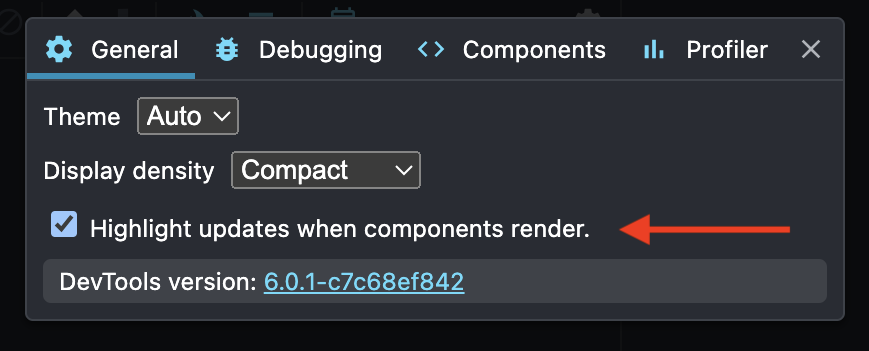 General Debugging Components Profiler
Theme Auto
Display density Compact
Highlight updates when components render.
DevTools version: 6.0.1-c7c68ef842